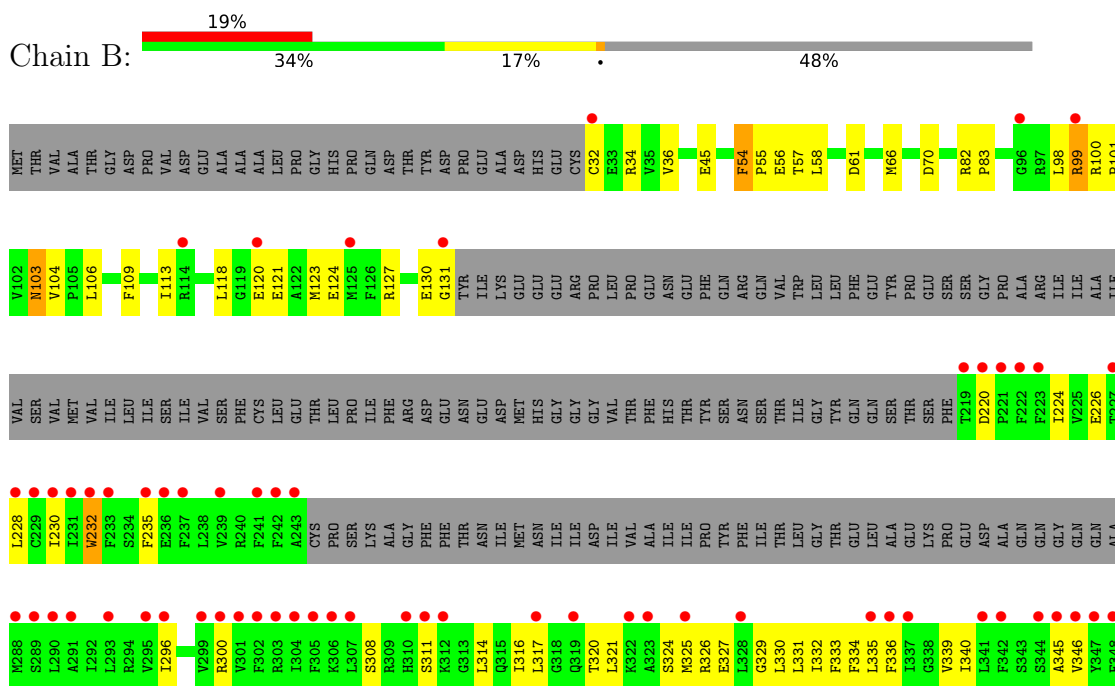 19%
Chain B:
34% 17% • 48%
MET THR VAL ALA THR GLY ASP PRO VAL ASP GLU ALA ALA ALA LEU PRO GLY HIS PRO GLN ASP THR TYR ASP PRO GLU ALA ASP HIS GLU CYS C32 E33 R34 V35 V36 E45 F54 P55 E56 T57 L58 D61 M66 D70 R82 P83 G96 R97 L98 R99 R100 R101
V102 N103 V104 P105 L106 F109 I113 R114 L118 G119 E120 E121 A122 M123 E124 M125 F126 R127 E130 G131 TYR ILE LYS GLU GLU GLU ARG PRO LEU PRO GLU ASN GLU PHE GLN ARG GLN VAL TRP LEU LEU PHE GLU TYR PRO GLU SER SER GLY PRO ALA ARG ILE ILE ALA ILE
VAL SER VAL MET VAL ILE LEU ILE SER ILE VAL SER PHE CYS LEU GLU THR LEU PRO ILE PHE ARG ASP GLU ASN GLU ASP MET HIS GLY GLY GLY VAL THR PHE HIS THR TYR SER ASN SER THR ILE GLY TYR GLN GLN SER THR SER PHE T219 D220 P221 F222 F223 I224 V225 E226 T227
L228 C229 I230 I231 W232 F233 S234 F235 E236 F237 L238 V239 R240 F241 F242 A243 CYS PRO SER LYS ALA GLY PHE PHE THR ASN ILE MET ASN ILE ILE ASP ILE VAL ALA ILE ILE PRO TYR PHE ILE THR LEU GLY THR GLU LEU ALA GLU LYS PRO GLU ASP ALA GLN GLN GLY GLN GLN ALA
M288 S289 L290 A291 I292 L293 R294 V295 I296 V299 R300 V301 F302 R303 I304 F305 K306 L307 S308 R309 H310 S311 K312 G313 L314 Q315 I316 L317 G318 Q319 T320 L321 K322 A323 S324 M325 R326 E327 L328 G329 L330 L331 I332 F333 F334 L335 F336 I337 G338 V339 I340 L341 F342 S343 S344 A345 V346 Y347 F348